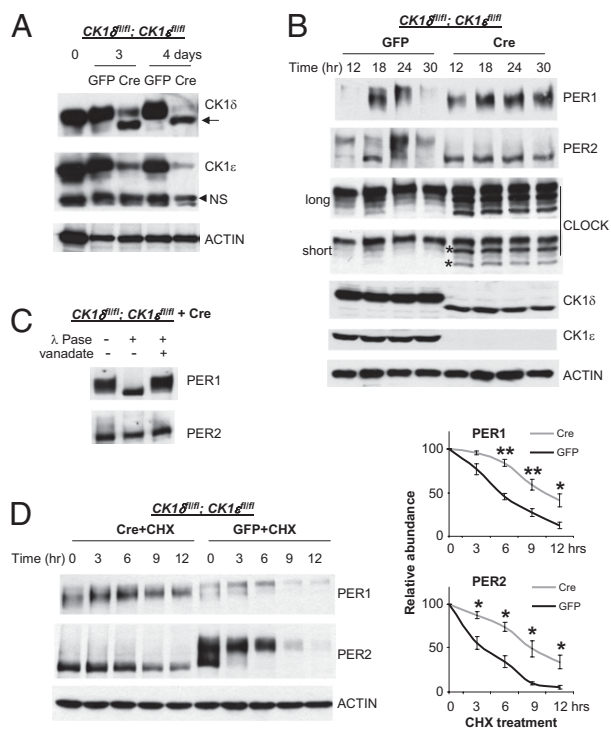 A
CK1δfl/fl; CK1εfl/fl
0 3 4 days
GFP Cre GFP Cre
CK1δ
CK1ε
NS
ACTIN
B
CK1δfl/fl; CK1εfl/fl
GFP Cre
Time (hr) 12 18 24 30 12 18 24 30
PER1
PER2
long
CLOCK
short
*
*
CK1δ
CK1ε
ACTIN
C
CK1δfl/fl; CK1εfl/fl + Cre
λ Pase - + +
vanadate - - +
PER1
PER2
D
CK1δfl/fl; CK1εfl/fl
Cre+CHX GFP+CHX
Time (hr) 0 3 6 9 12 0 3 6 9 12
PER1
PER2
ACTIN
Relative abundance
PER1
Cre
GFP
100
50
0
** ** *
0 3 6 9 12 hrs
PER2
Cre
GFP
100
50
0
* * * *
0 3 6 9 12 hrs
CHX treatment